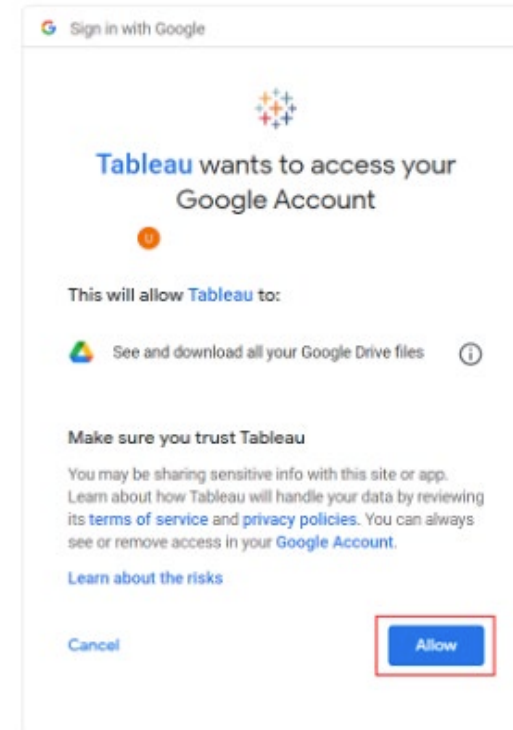 Sign in with Google
Tableau wants to access your
Google Account
U
This will allow Tableau to:
See and download all your Google Drive files
Make sure you trust Tableau
You may be sharing sensitive info with this site or app.
Learn about how Tableau will handle your data by reviewing
its terms of service and privacy policies. You can always
see or remove access in your Google Account.
Learn about the risks
Cancel
Allow